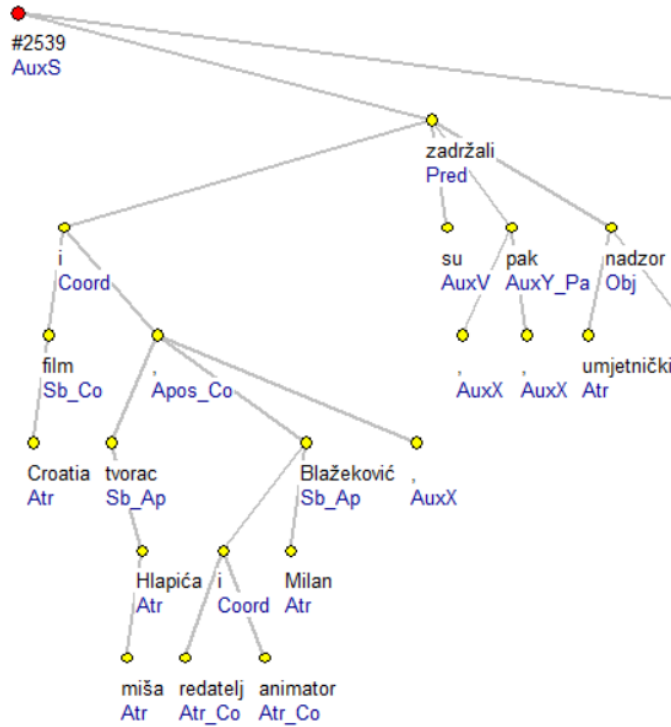 #2539
AuxS
zadržali
Pred
i
Coord
su
AuxV
pak
AuxY_Pa
nadzor
Obj
film
Sb_Co
,
Apos_Co
,
AuxX
,
AuxX
umjetnički
Atr
Croatia
Atr
tvorac
Sb_Ap
Blažeković
Sb_Ap
,
AuxX
Hlapića
Atr
i
Coord
Milan
Atr
miša
Atr
redatelj
Atr_Co
animator
Atr_Co